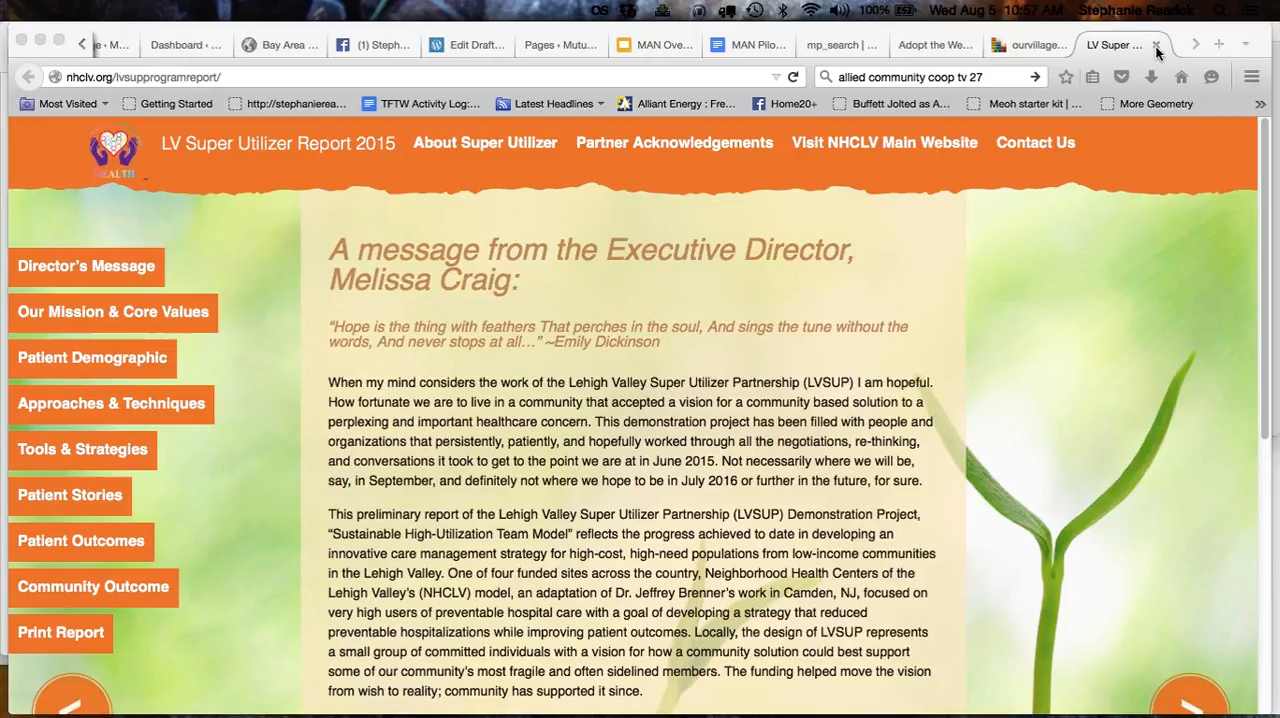 OS 100% Wed Aug 5 10:57 AM Stephanie Rearick
e • M... Dashboard • ... Bay Area ... (1) Steph... Edit Draft... Pages • Mutu... MAN Ove... MAN Pilo... mp_search | ... Adopt the We... ourvillage... LV Super ...
nhclv.org/lvsupprogramreport/ allied community coop tv 27
Most Visited Getting Started http://stephanierea... TFTW Activity Log:... Latest Headlines Alliant Energy : Fre... Home20+ Buffett Jolted as A... Meoh starter kit | ... More Geometry
HEALTH
LV Super Utilizer Report 2015 About Super Utilizer Partner Acknowledgements Visit NHCLV Main Website Contact Us
Director's Message
Our Mission & Core Values
Patient Demographic
Approaches & Techniques
Tools & Strategies
Patient Stories
Patient Outcomes
Community Outcome
Print Report
A message from the Executive Director,
Melissa Craig:
"Hope is the thing with feathers That perches in the soul, And sings the tune without the
words, And never stops at all…" ~Emily Dickinson
When my mind considers the work of the Lehigh Valley Super Utilizer Partnership (LVSUP) I am hopeful.
How fortunate we are to live in a community that accepted a vision for a community based solution to a
perplexing and important healthcare concern. This demonstration project has been filled with people and
organizations that persistently, patiently, and hopefully worked through all the negotiations, re-thinking,
and conversations it took to get to the point we are at in June 2015. Not necessarily where we will be,
say, in September, and definitely not where we hope to be in July 2016 or further in the future, for sure.
This preliminary report of the Lehigh Valley Super Utilizer Partnership (LVSUP) Demonstration Project,
"Sustainable High-Utilization Team Model" reflects the progress achieved to date in developing an
innovative care management strategy for high-cost, high-need populations from low-income communities
in the Lehigh Valley. One of four funded sites across the country, Neighborhood Health Centers of the
Lehigh Valley's (NHCLV) model, an adaptation of Dr. Jeffrey Brenner's work in Camden, NJ, focused on
very high users of preventable hospital care with a goal of developing a strategy that reduced
preventable hospitalizations while improving patient outcomes. Locally, the design of LVSUP represents
a small group of committed individuals with a vision for how a community solution could best support
some of our community's most fragile and often sidelined members. The funding helped move the vision
from wish to reality; community has supported it since.